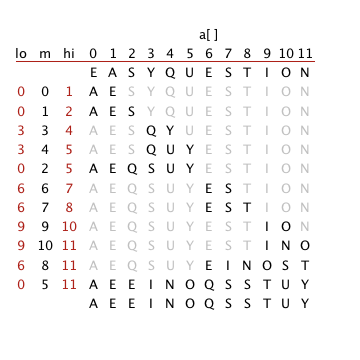 a[ ]
lo m hi 0 1 2 3 4 5 6 7 8 9 10 11
E A S Y Q U E S T I O N
0 0 1 A E S Y Q U E S T I O N
0 1 2 A E S Y Q U E S T I O N
3 3 4 A E S Q Y U E S T I O N
3 4 5 A E S Q U Y E S T I O N
0 2 5 A E Q S U Y E S T I O N
6 6 7 A E Q S U Y E S T I O N
6 7 8 A E Q S U Y E S T I O N
9 9 10 A E Q S U Y E S T I O N
9 10 11 A E Q S U Y E S T I N O
6 8 11 A E Q S U Y E I N O S T
0 5 11 A E E I N O Q S S T U Y
A E E I N O Q S S T U Y